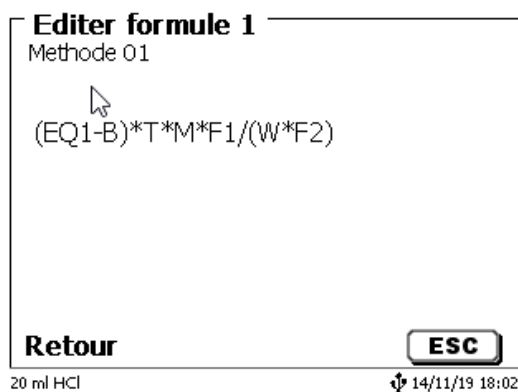 Editer formule 1
Methode 01
(EQ1-B)*T*M*F1/(W*F2)
Retour ESC
20 ml HCl 14/11/19 18:02